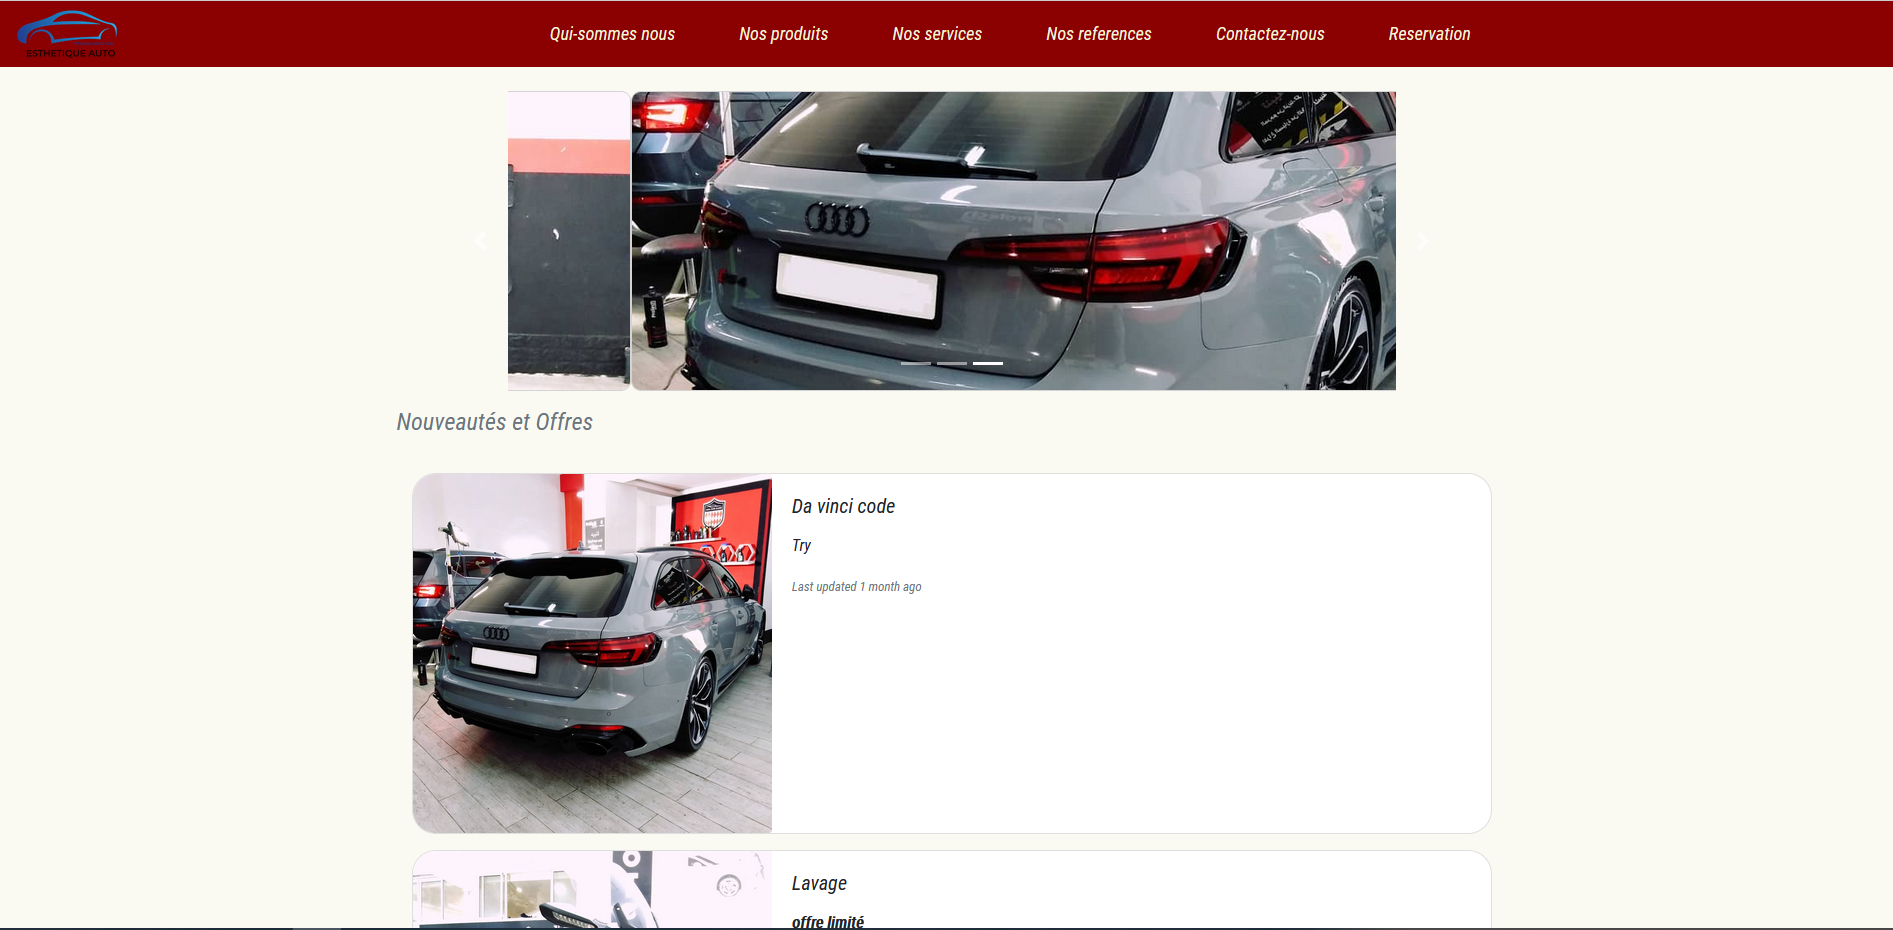 ESTHETIQUE AUTO
Qui-sommes nous Nos produits Nos services Nos references Contactez-nous Reservation
Nouveautés et Offres
Da vinci code
Try
Last updated 1 month ago
Lavage
offre limité